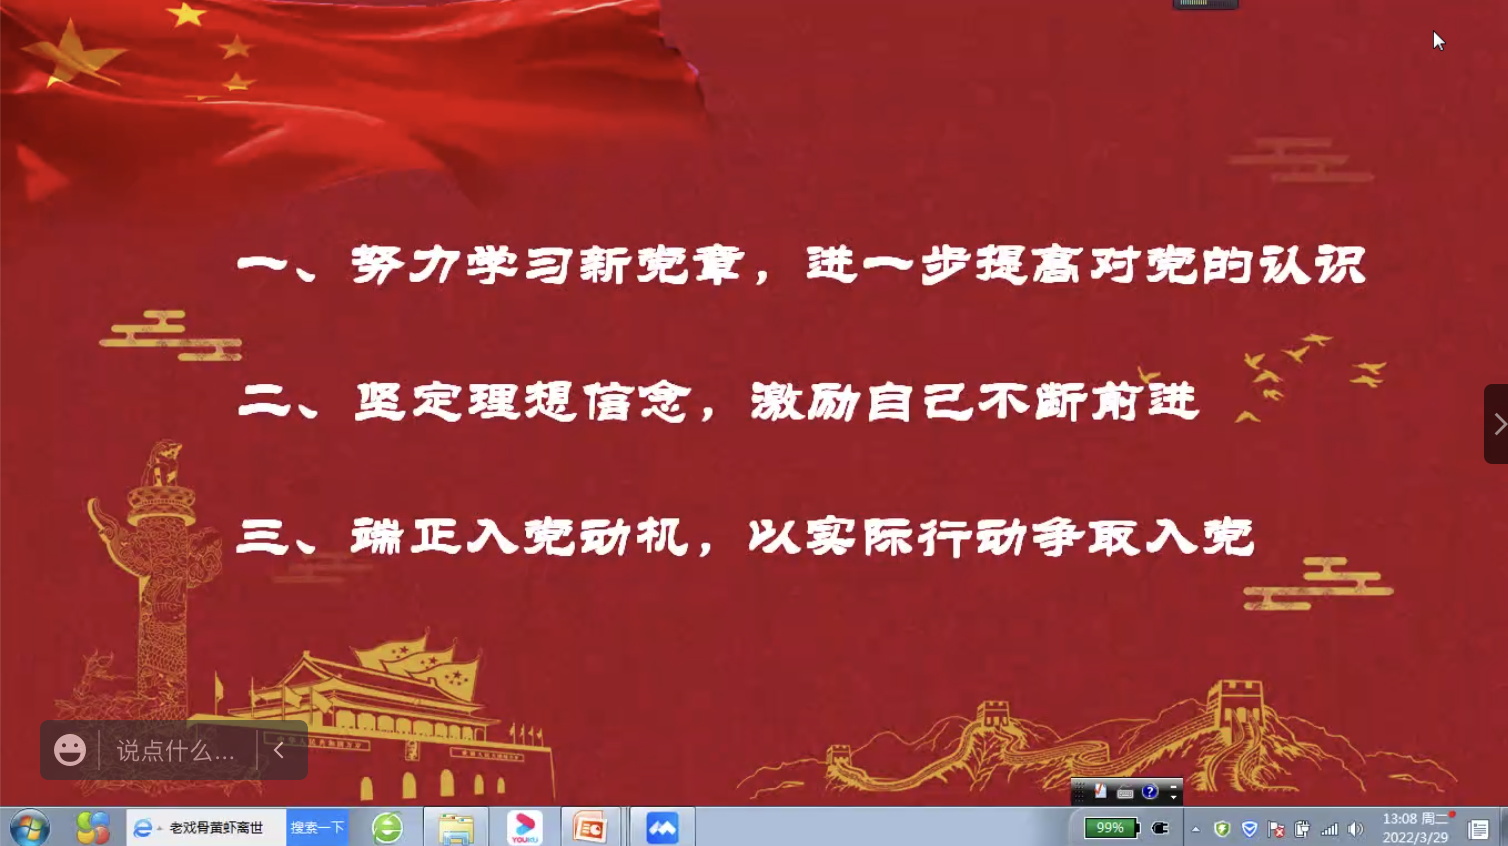 一、努力学习新党章，进一步提高对党的认识
二、坚定理想信念，激励自己不断前进
三、端正入党动机，以实际行动争取入党
说点什么...
老戏骨黄虾离世
搜索一下
YOUKU
99%
13:08 周二
2022/3/29